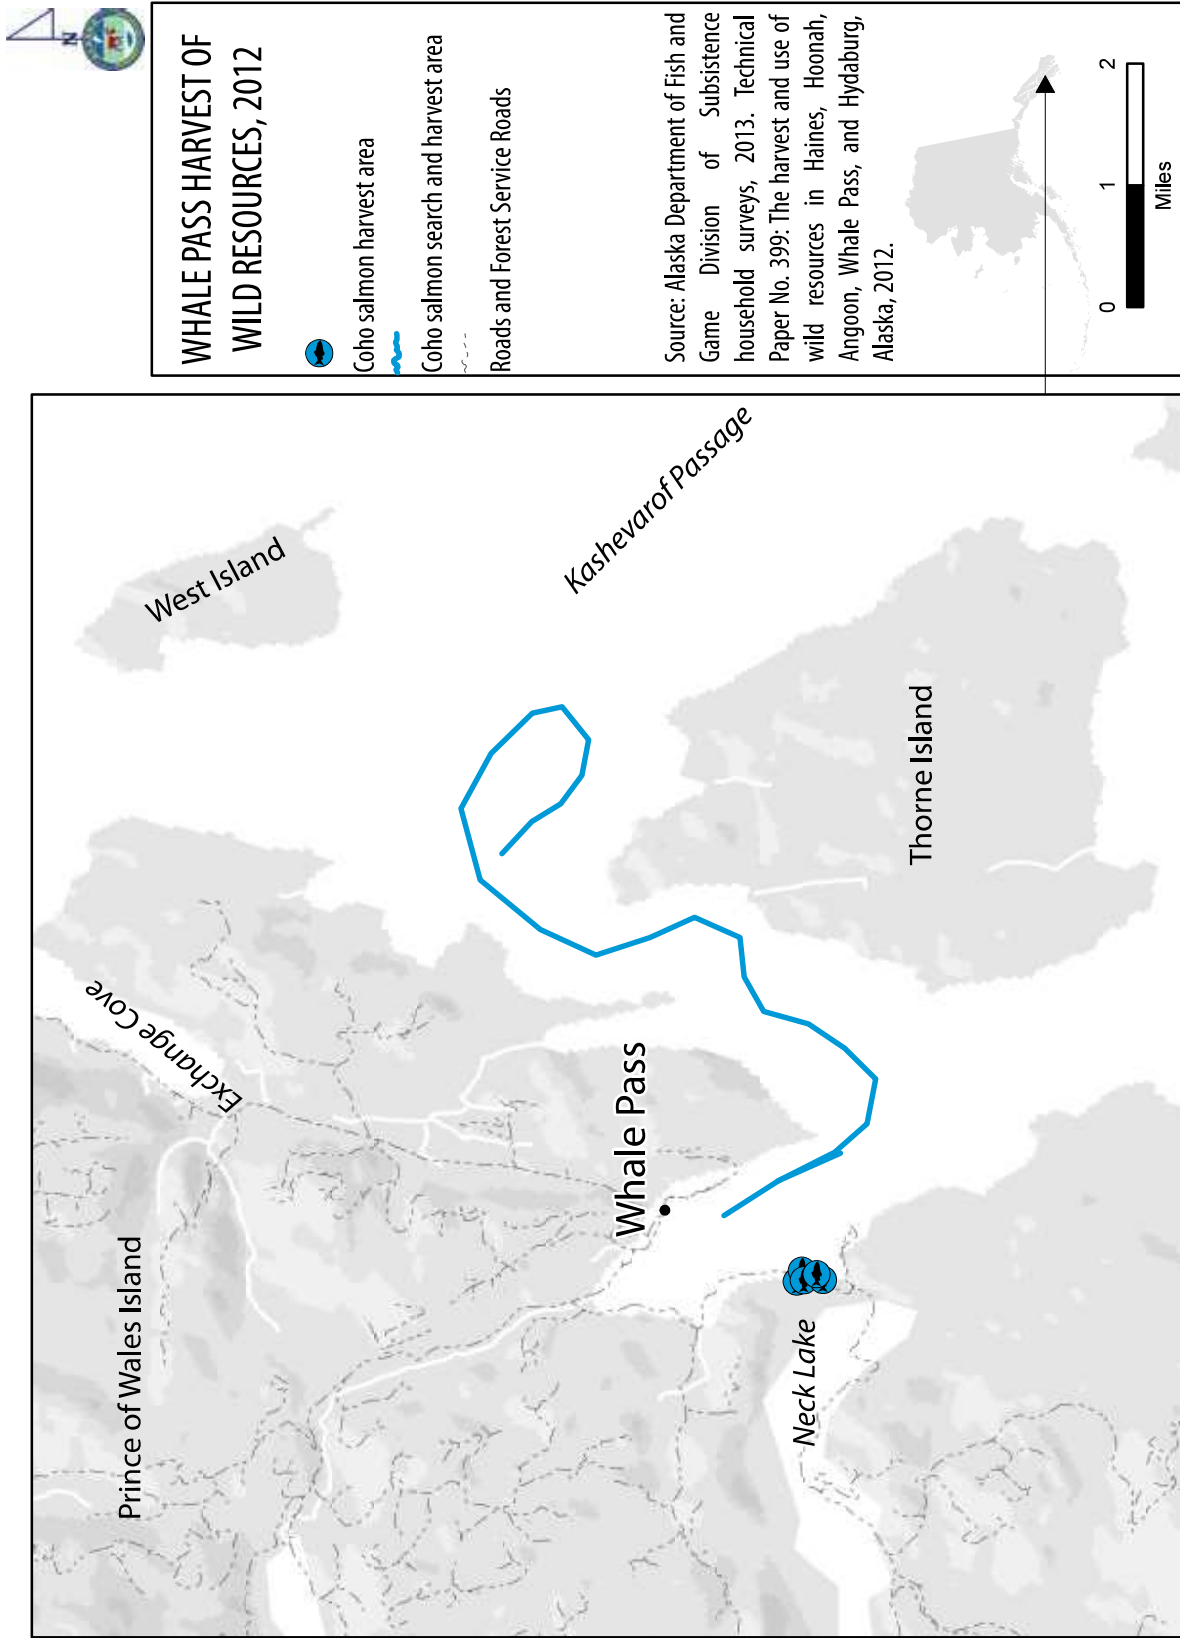 WHALE PASS HARVEST OF
WILD RESOURCES, 2012
Coho salmon harvest area
Coho salmon search and harvest area
Roads and Forest Service Roads
Source: Alaska Department of Fish and
Game Division of Subsistence
household surveys, 2013. Technical
Paper No. 399: The harvest and use of
wild resources in Haines, Hoonah,
Angoon, Whale Pass, and Hydaburg,
Alaska, 2012.
0 1 2
Miles
N
West Island
Kashevarof Passage
Exchange Cove
Prince of Wales Island
Whale Pass
Thorne Island
Neck Lake